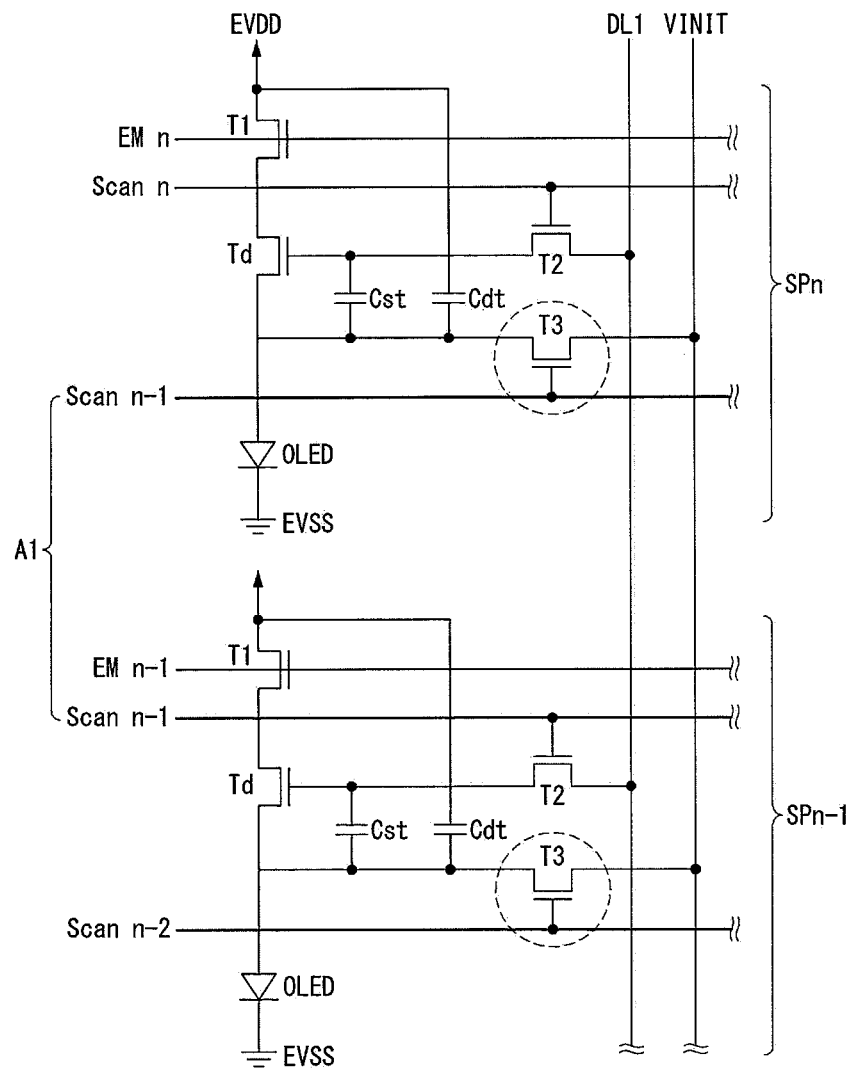 EVDD
DL1 VINIT
T1
EM n
Scan n
Td
T2
SPn
Cst
Cdt
T3
Scan n-1
OLED
EVSS
A1
T1
EM n-1
Scan n-1
Td
T2
SPn-1
Cst
Cdt
T3
Scan n-2
OLED
EVSS